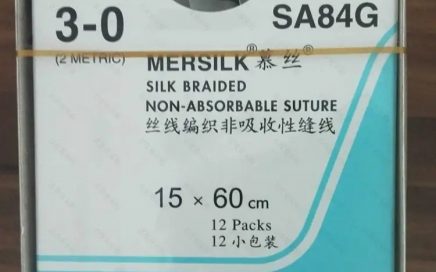 3-0 SA84G
(2 METRIC)
MERSILK® 慕丝®
SILK BRAIDED
NON-ABSORBABLE SUTURE
丝线编织非吸收性缝线
15 × 60 cm
12 Packs
12 小包装